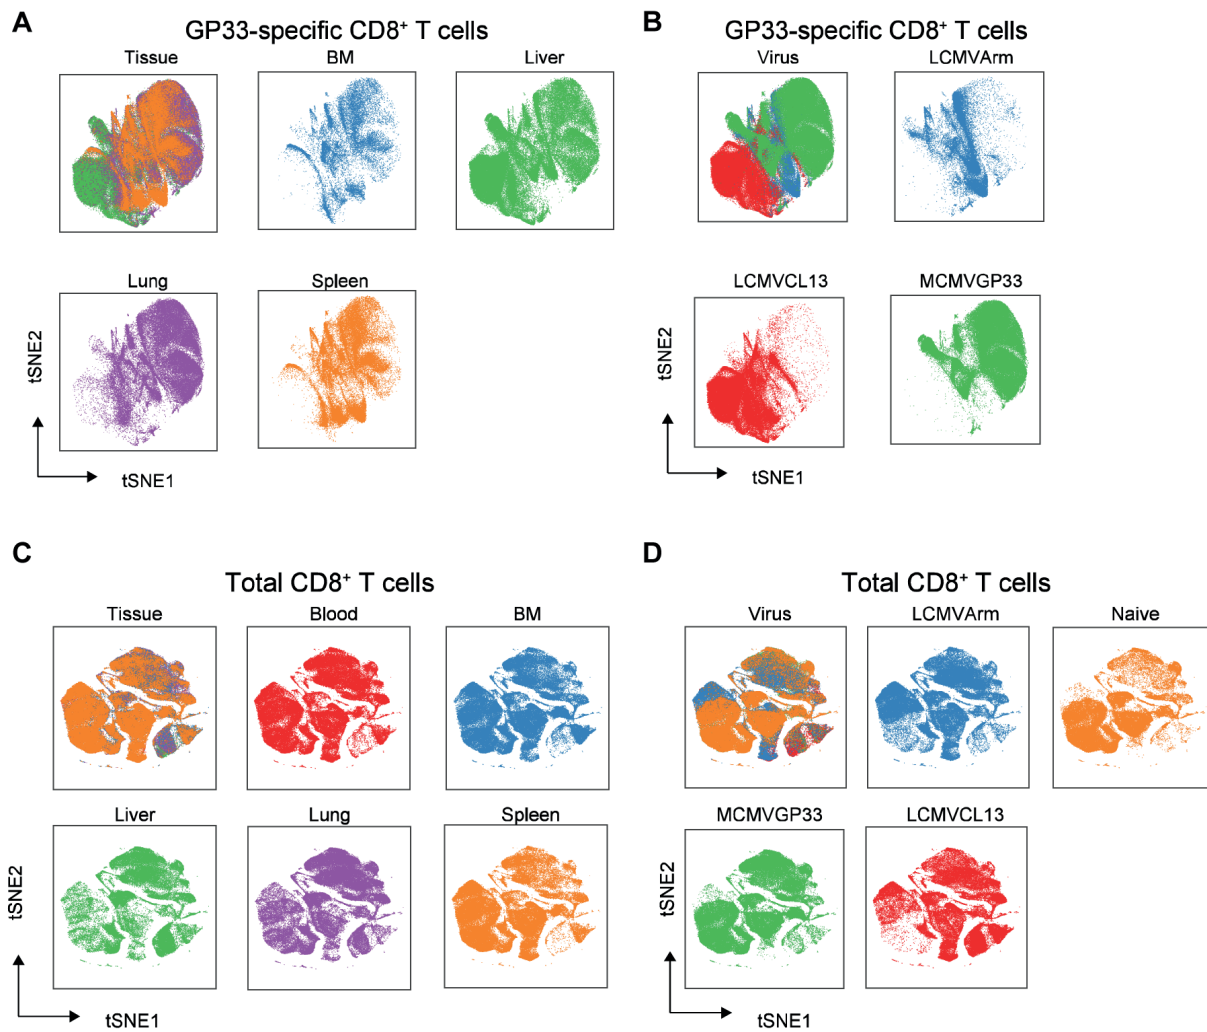 A
GP33-specific CD8⁺ T cells
Tissue
BM
Liver
Lung
Spleen
tSNE2
tSNE1
B
GP33-specific CD8⁺ T cells
Virus
LCMVArm
LCMVCL13
MCMVGP33
tSNE2
tSNE1
C
Total CD8⁺ T cells
Tissue
Blood
BM
Liver
Lung
Spleen
tSNE2
tSNE1
D
Total CD8⁺ T cells
Virus
LCMVArm
Naive
MCMVGP33
LCMVCL13
tSNE2
tSNE1